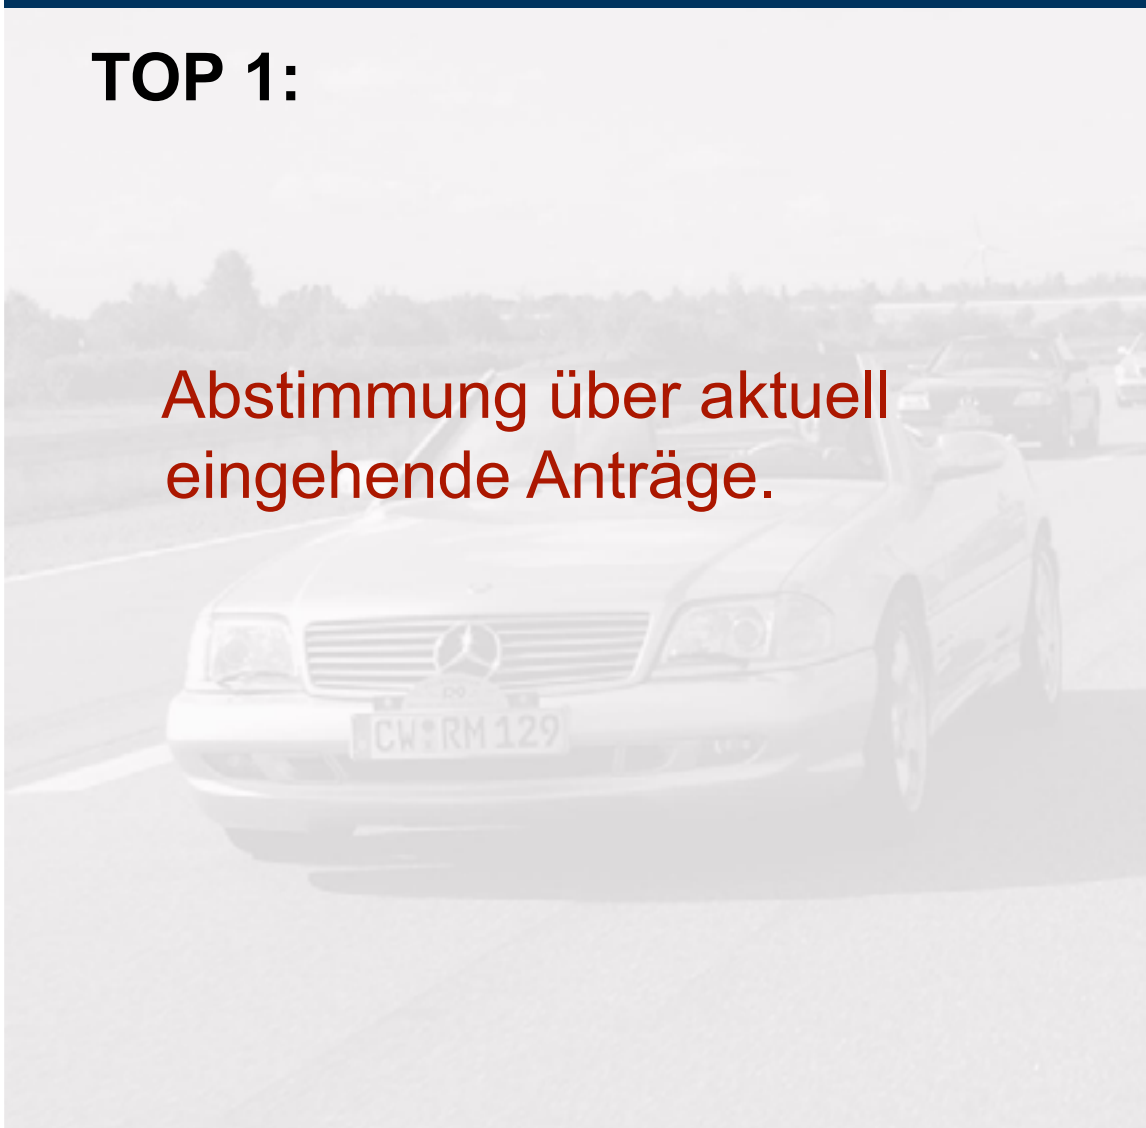 TOP 1:
Abstimmung über aktuell
eingehende Anträge.
CW RM 129